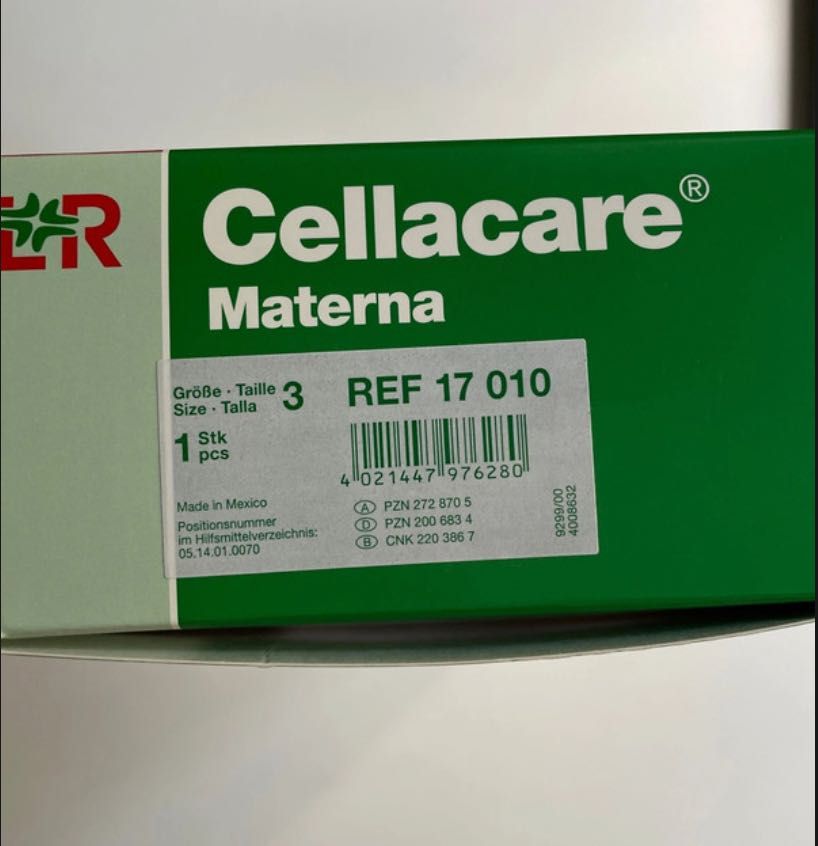 L&R
Cellacare®
Materna
Größe · Taille
Size · Talla
3
REF 17 010
1 Stk
pcs
4 021447 976280
Made in Mexico
Positionsnummer
im Hilfsmittelverzeichnis:
05.14.01.0070
A PZN 272 870 5
D PZN 200 683 4
B CNK 220 386 7
9299/00
4008632